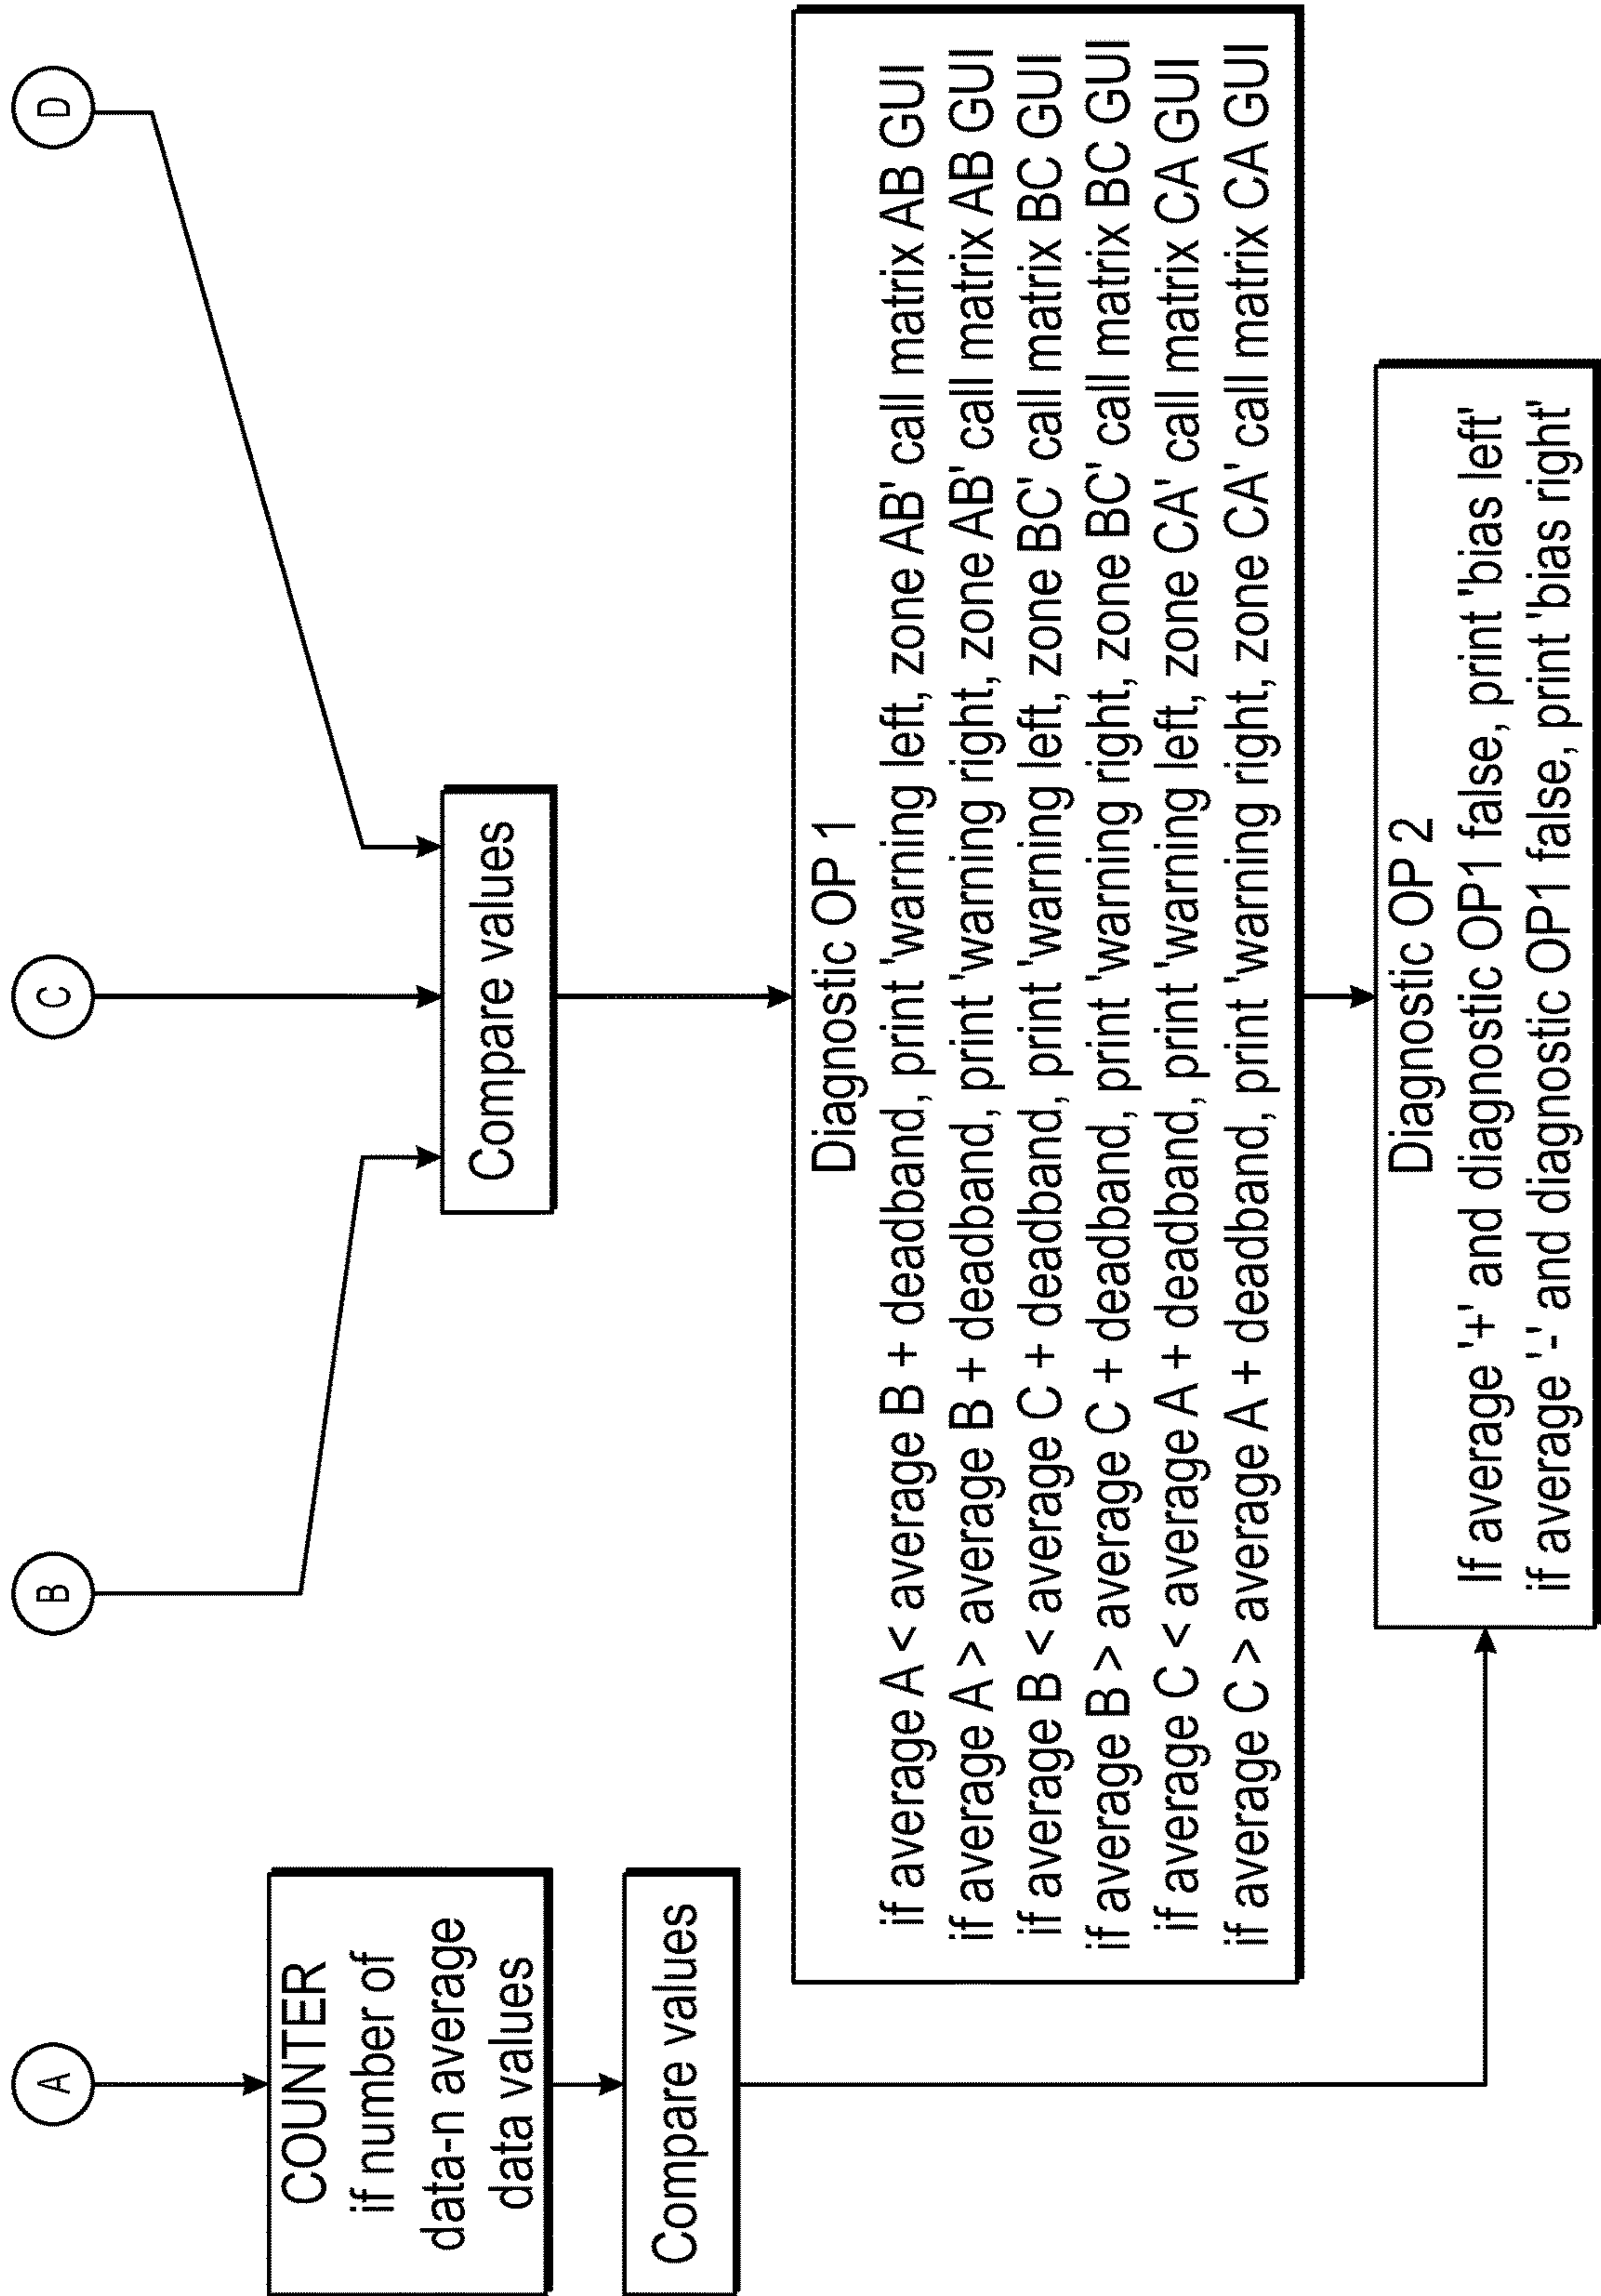 A
B
C
D
COUNTER
if number of
data-n average
data values
Compare values
Compare values
Diagnostic OP 1
if average A < average B + deadband, print 'warning left, zone AB' call matrix AB GUI
if average A > average B + deadband, print 'warning right, zone AB' call matrix AB GUI
if average B < average C + deadband, print 'warning left, zone BC' call matrix BC GUI
if average B > average C + deadband, print 'warning right, zone BC' call matrix BC GUI
if average C < average A + deadband, print 'warning left, zone CA' call matrix CA GUI
if average C > average A + deadband, print 'warning right, zone CA' call matrix CA GUI
Diagnostic OP 2
If average '+' and diagnostic OP1 false, print 'bias left'
if average '-' and diagnostic OP1 false, print 'bias right'